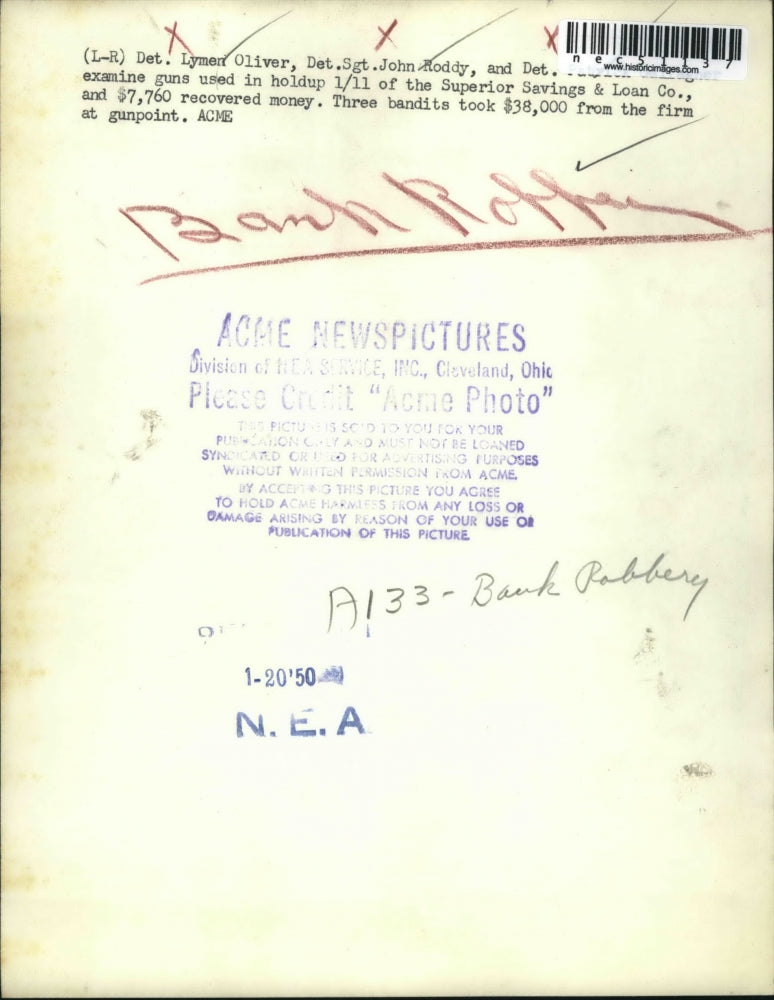 (L-R) Det. Lymen Oliver, Det.Sgt.John Roddy, and Det.
examine guns used in holdup 1/11 of the Superior Savings & Loan Co.,
and $7,760 recovered money. Three bandits took $38,000 from the firm
at gunpoint. ACME
nec51137
www.historicimages.com
Bank Robbery
ACME NEWSPICTURES
Division of NEA SERVICE, INC., Cleveland, Ohio
Please Credit "Acme Photo"
THIS PICTURE IS SOLD TO YOU FOR YOUR
PUBLICATION ONLY AND MUST NOT BE LOANED
SYNDICATED OR USED FOR ADVERTISING PURPOSES
WITHOUT WRITTEN PERMISSION FROM ACME.
BY ACCEPTING THIS PICTURE YOU AGREE
TO HOLD ACME HARMLESS FROM ANY LOSS OR
DAMAGE ARISING BY REASON OF YOUR USE OR
PUBLICATION OF THIS PICTURE.
A133 - Bank Robbery
1-20'50
N. E. A